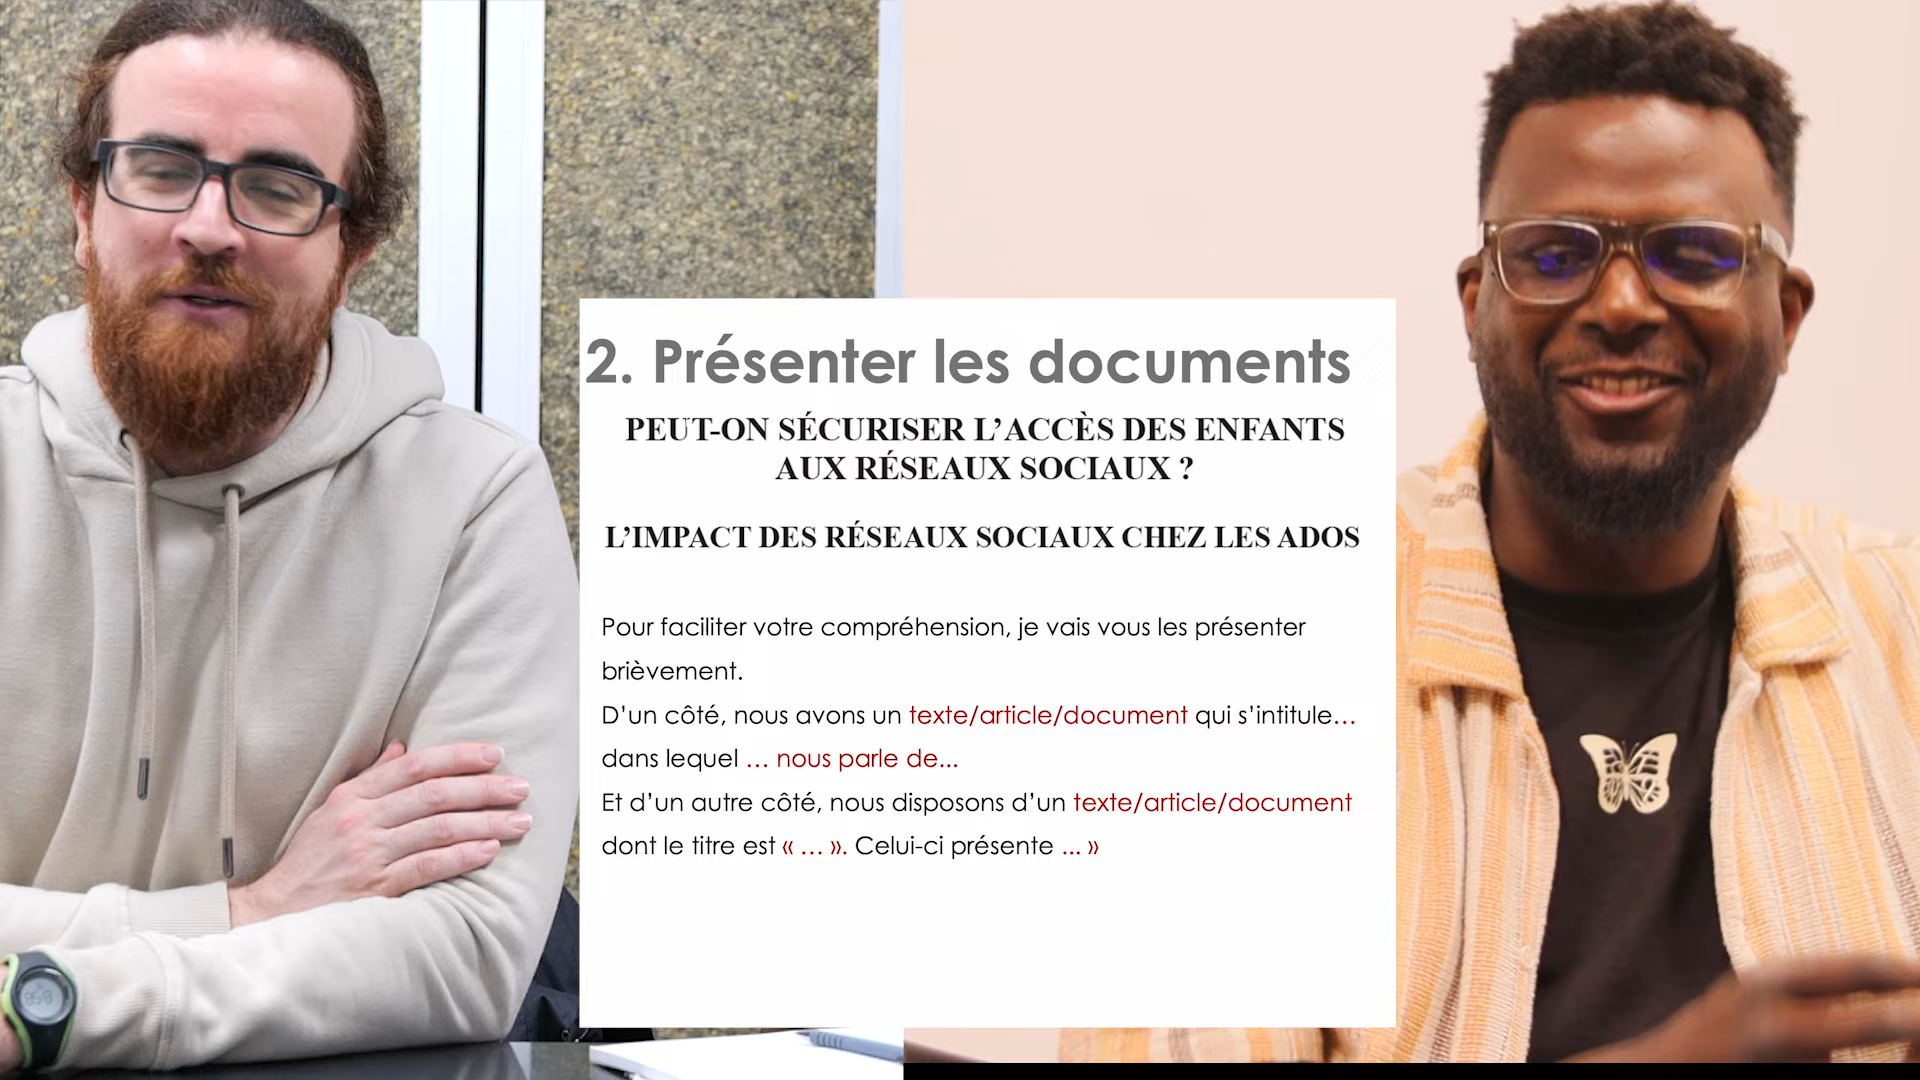 2. Présenter les documents
PEUT-ON SÉCURISER L’ACCÈS DES ENFANTS
AUX RÉSEAUX SOCIAUX ?
L’IMPACT DES RÉSEAUX SOCIAUX CHEZ LES ADOS
Pour faciliter votre compréhension, je vais vous les présenter
brièvement.
D’un côté, nous avons un texte/article/document qui s’intitule…
dans lequel … nous parle de...
Et d’un autre côté, nous disposons d’un texte/article/document
dont le titre est « … ». Celui-ci présente ... »